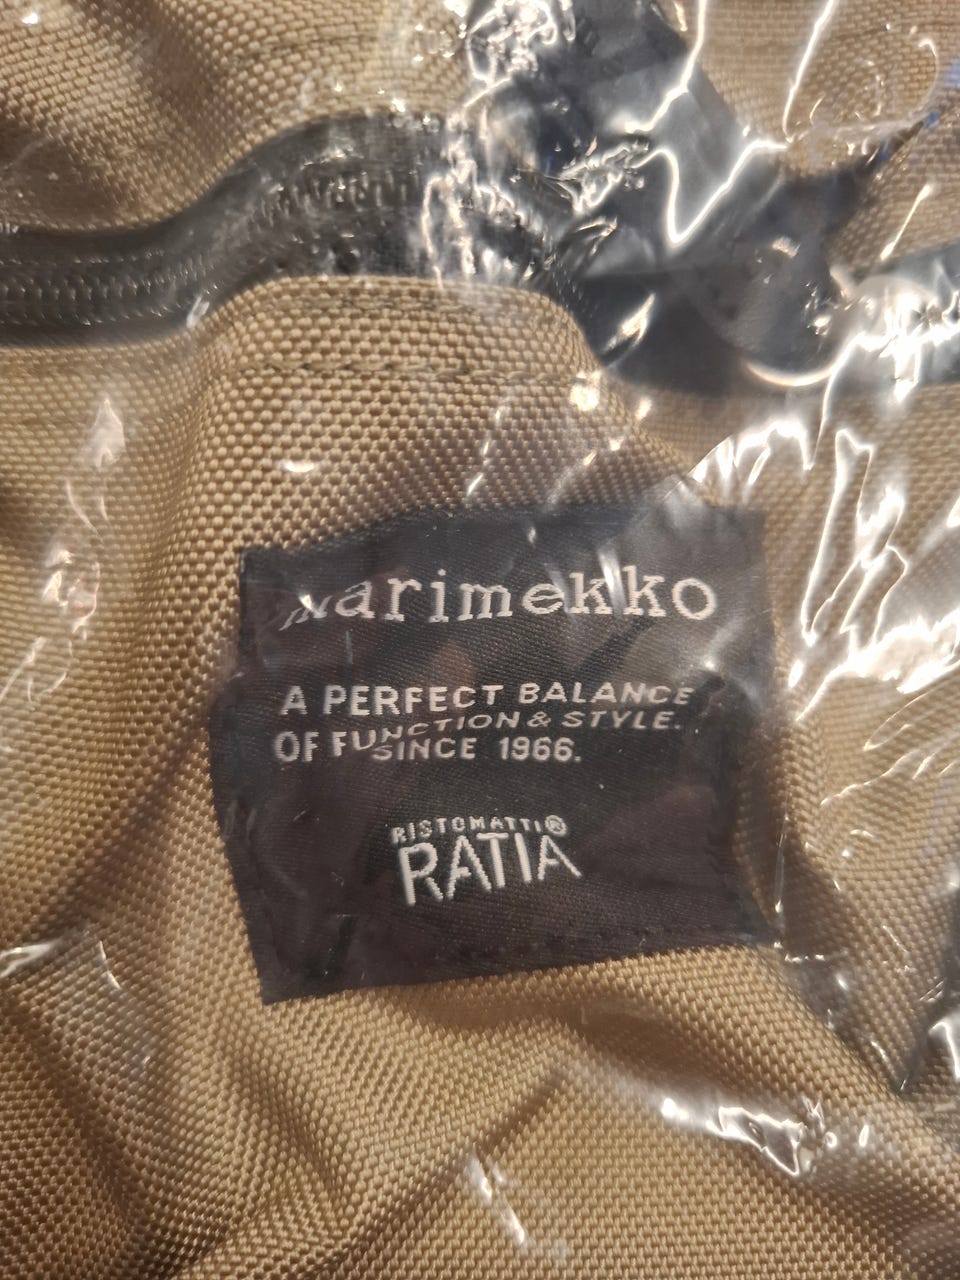 marimekko
A PERFECT BALANCE
OF FUNCTION & STYLE.
SINCE 1966.
RISTOMATTI®
RATIA